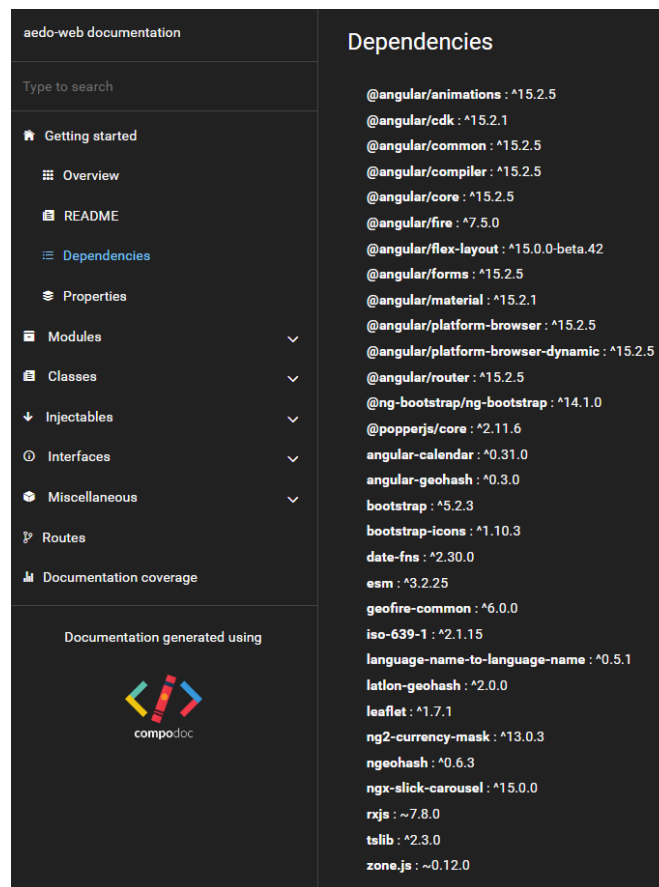 aedo-web documentation
Type to search
Getting started
Overview
README
Dependencies
Properties
Modules
Classes
Injectables
Interfaces
Miscellaneous
Routes
Documentation coverage
Documentation generated using
compodoc
Dependencies
@angular/animations : ^15.2.5
@angular/cdk : ^15.2.1
@angular/common : ^15.2.5
@angular/compiler : ^15.2.5
@angular/core : ^15.2.5
@angular/fire : ^7.5.0
@angular/flex-layout : ^15.0.0-beta.42
@angular/forms : ^15.2.5
@angular/material : ^15.2.1
@angular/platform-browser : ^15.2.5
@angular/platform-browser-dynamic : ^15.2.5
@angular/router : ^15.2.5
@ng-bootstrap/ng-bootstrap : ^14.1.0
@popperjs/core : ^2.11.6
angular-calendar : ^0.31.0
angular-geohash : ^0.3.0
bootstrap : ^5.2.3
bootstrap-icons : ^1.10.3
date-fns : ^2.30.0
esm : ^3.2.25
geofire-common : ^6.0.0
iso-639-1 : ^2.1.15
language-name-to-language-name : ^0.5.1
latlon-geohash : ^2.0.0
leaflet : ^1.7.1
ng2-currency-mask : ^13.0.3
ngeohash : ^0.6.3
ngx-slick-carousel : ^15.0.0
rxjs : ~7.8.0
tslib : ^2.3.0
zone.js : ~0.12.0